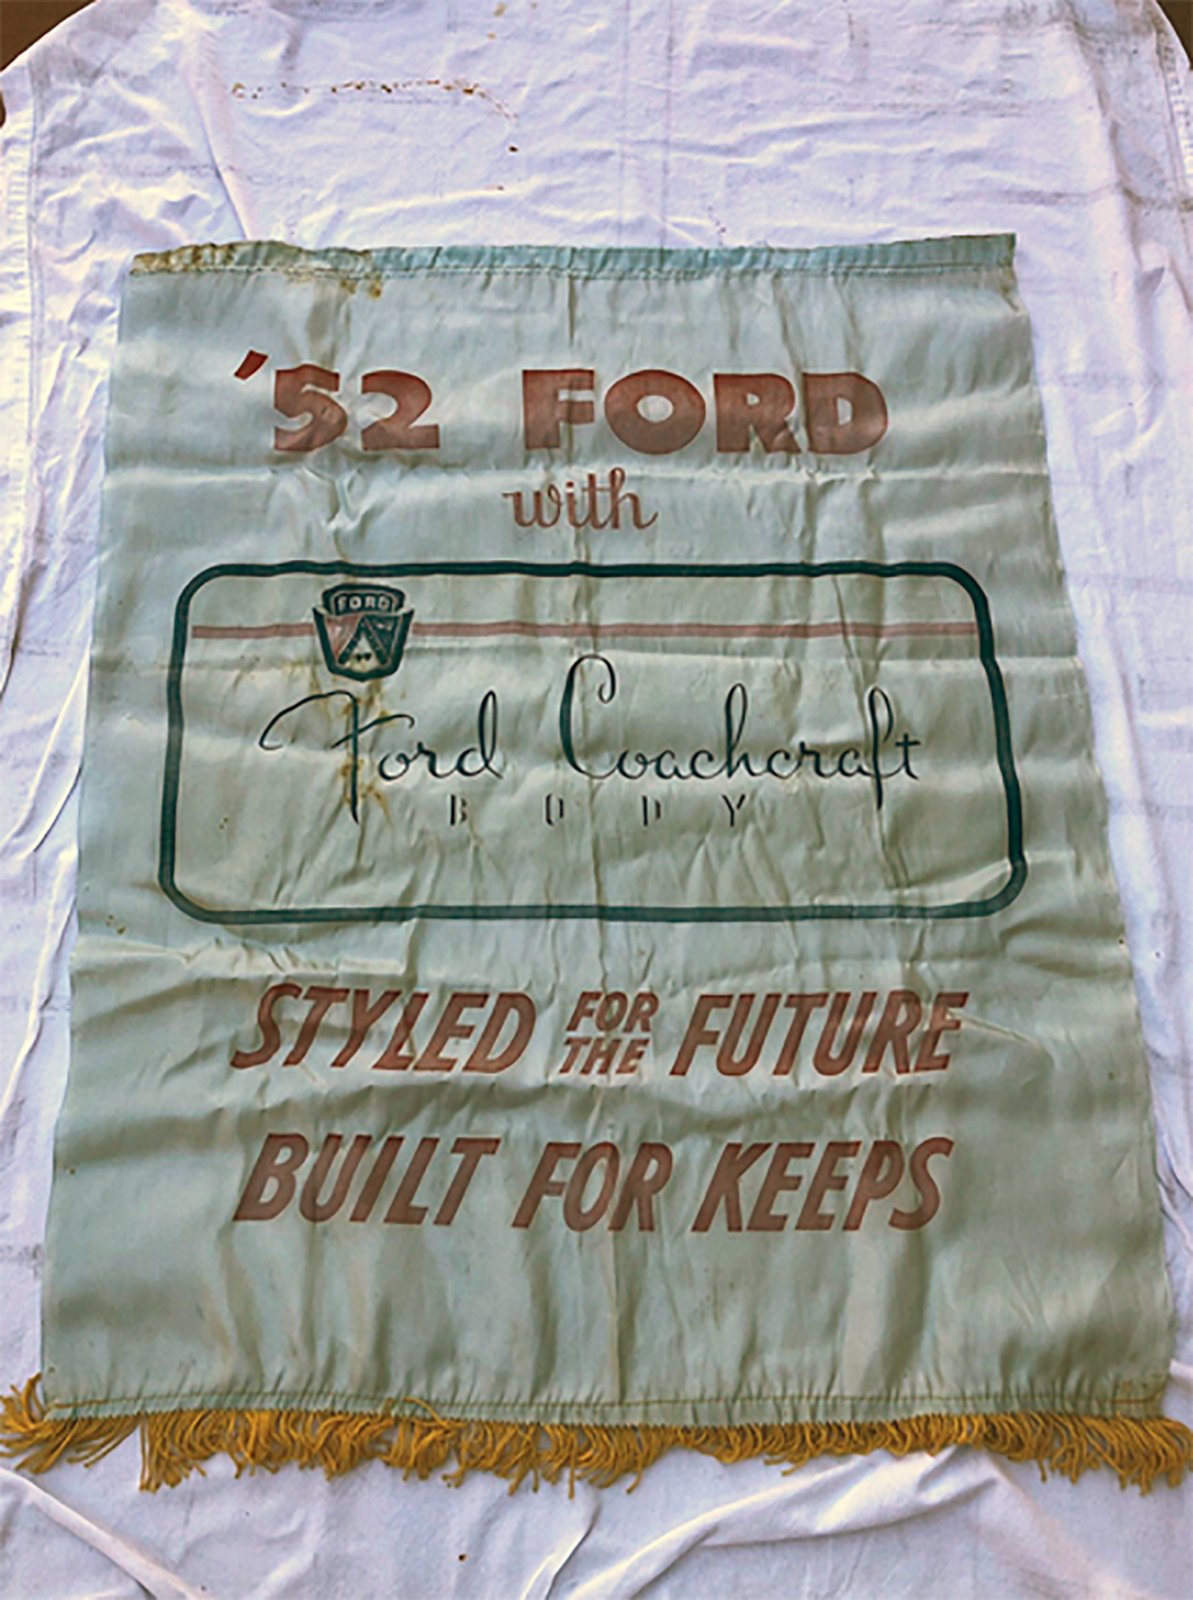 '52 FORD
with
FORD
Ford Coachcraft
BODY
STYLED FOR THE FUTURE
BUILT FOR KEEPS